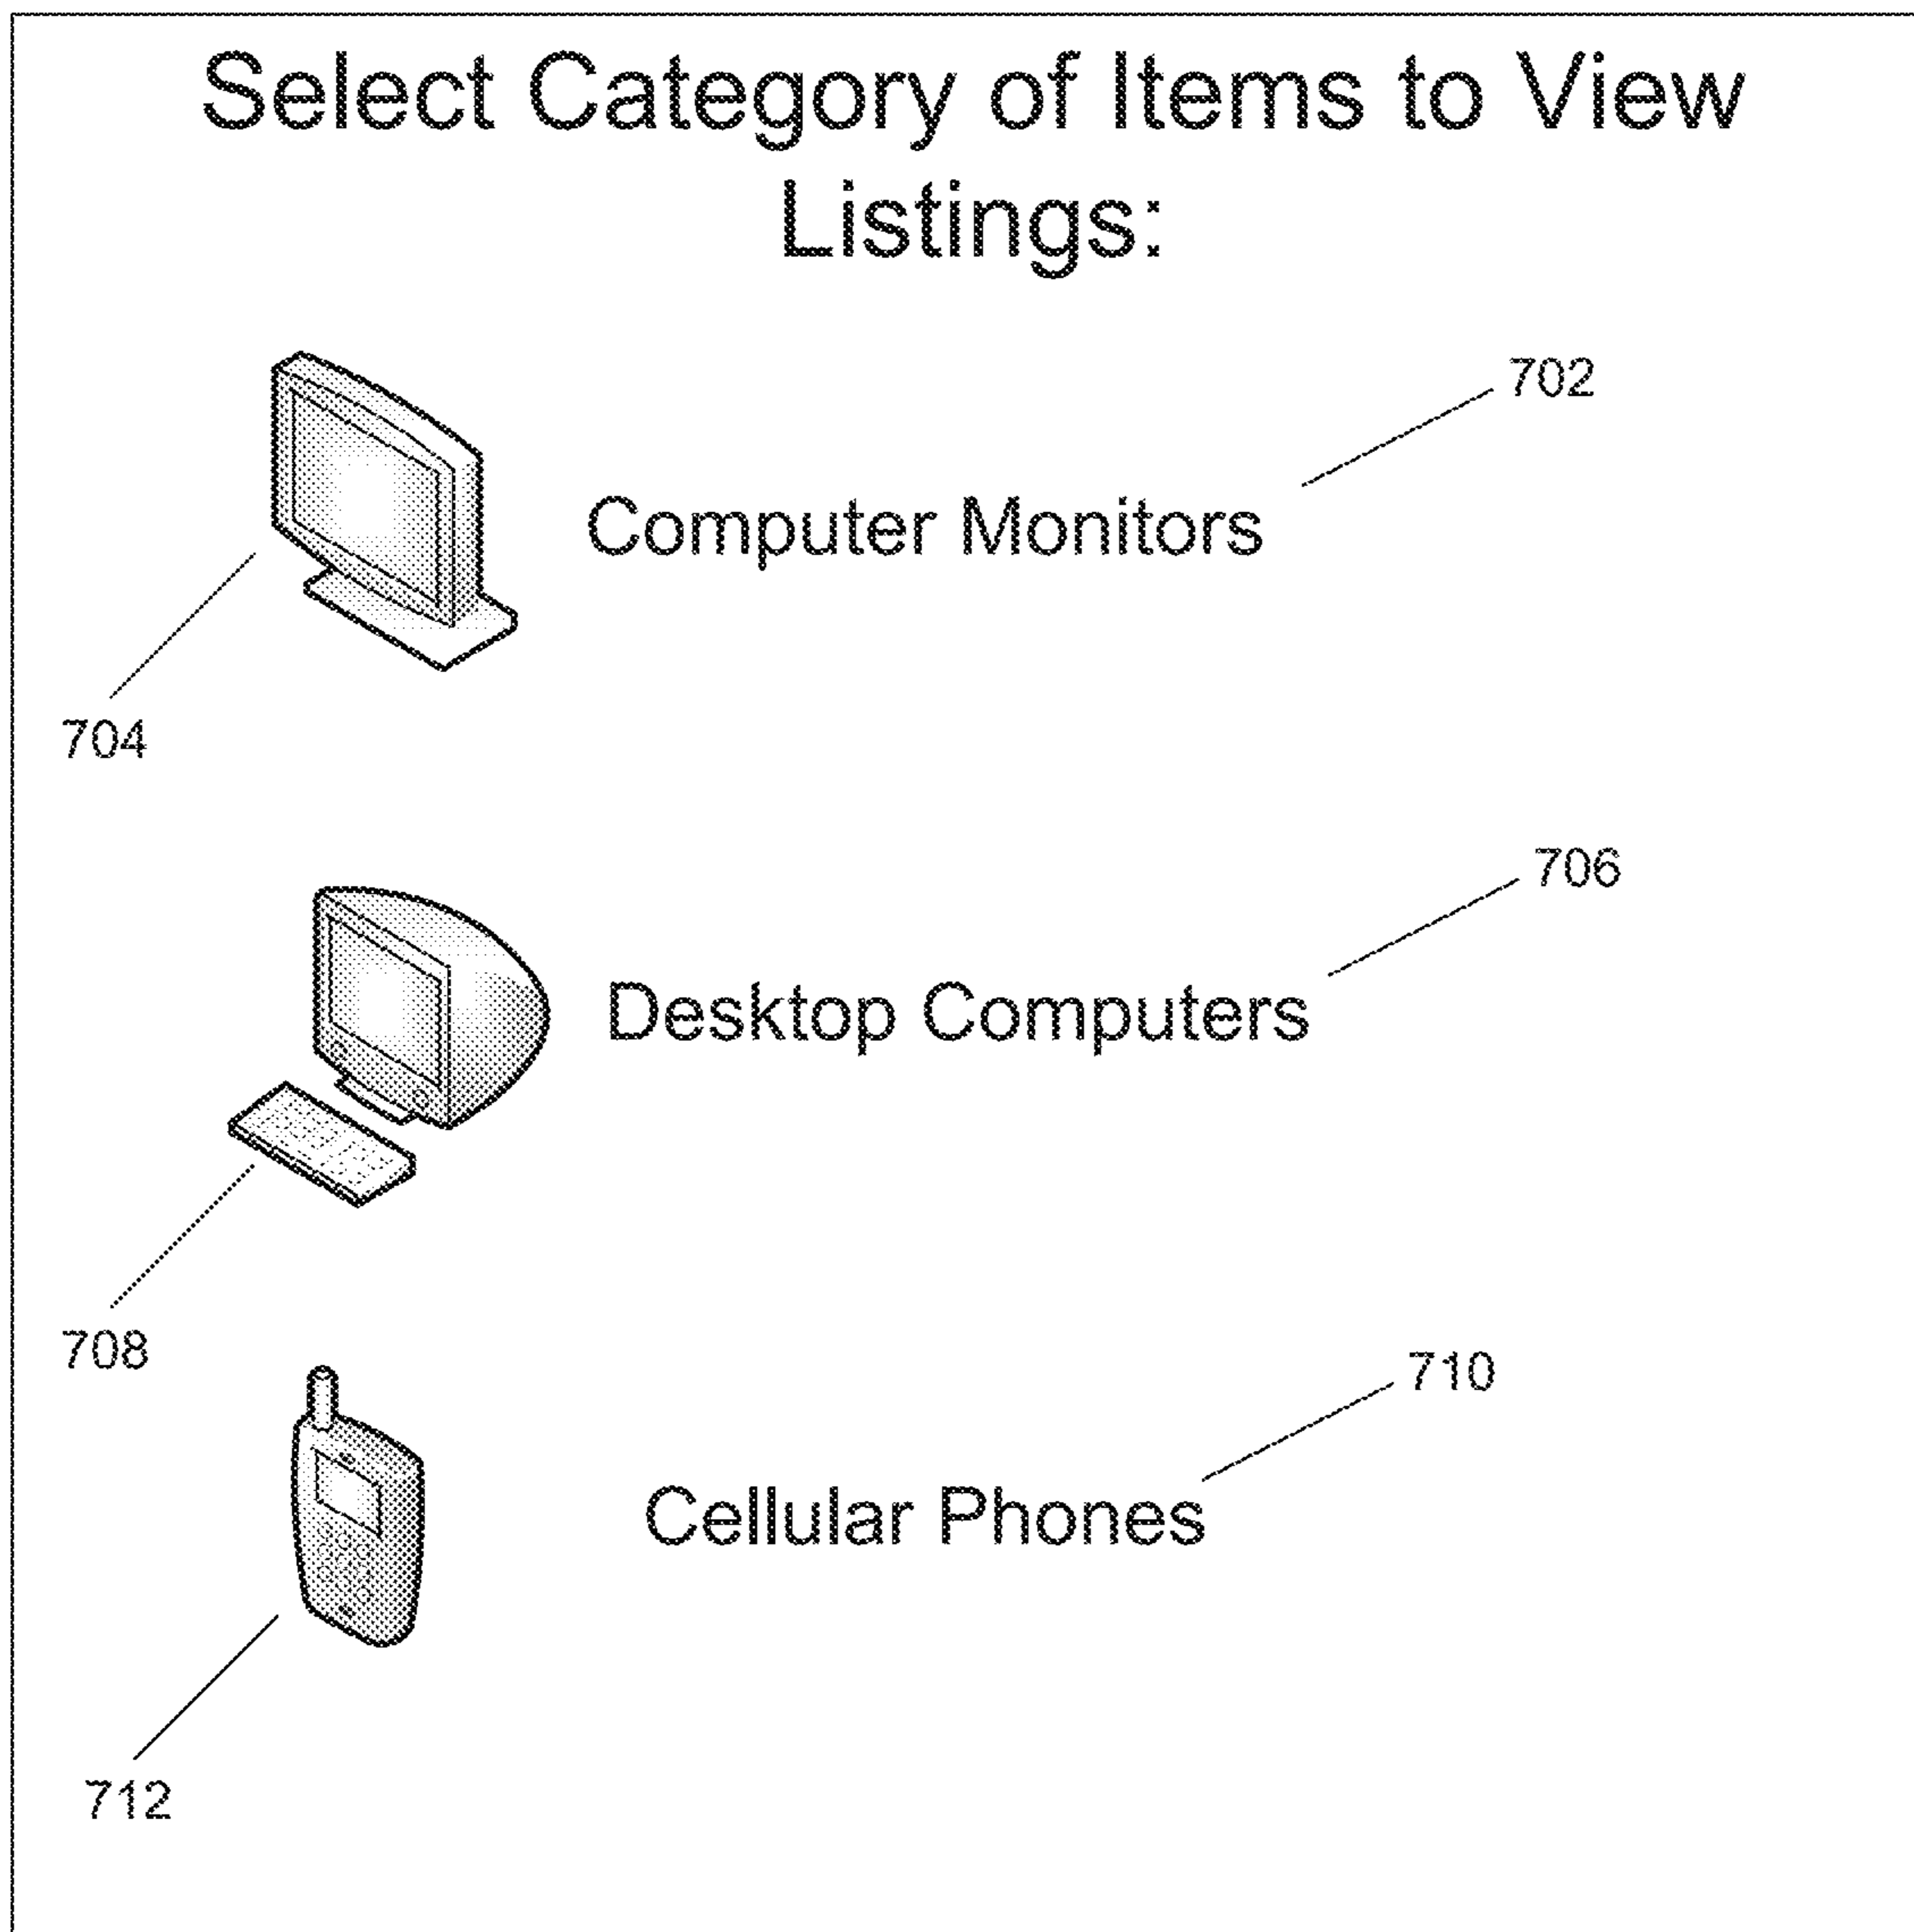 Select Category of Items to View
Listings:
702
Computer Monitors
704
706
Desktop Computers
708
710
Cellular Phones
712